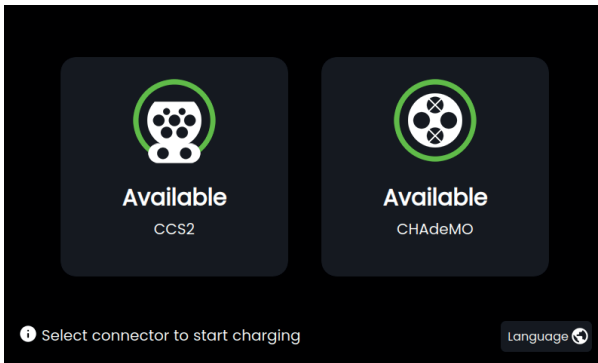 Available
CCS2
Available
CHAdeMO
Select connector to start charging
Language